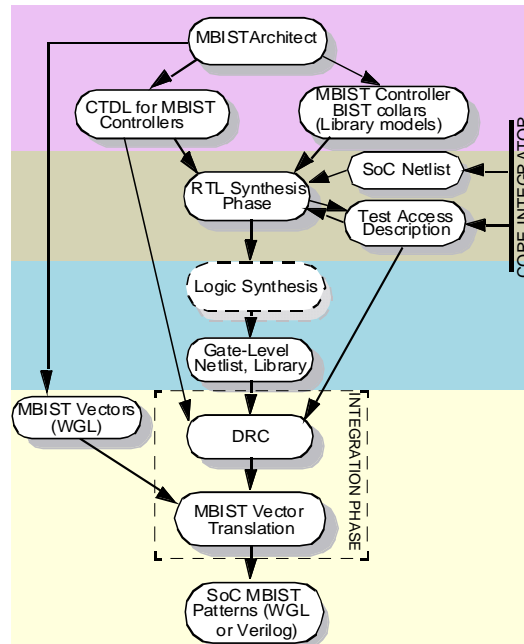 MBISTArchitect
CTDL for MBIST
Controllers
MBIST Controller
BIST collars
(Library models)
CORE INTEGRATOR
RTL Synthesis
Phase
SoC Netlist
Test Access
Description
Logic Synthesis
Gate-Level
Netlist, Library
MBIST Vectors
(WGL)
INTEGRATION PHASE
DRC
MBIST Vector
Translation
SoC MBIST
Patterns (WGL
or Verilog)